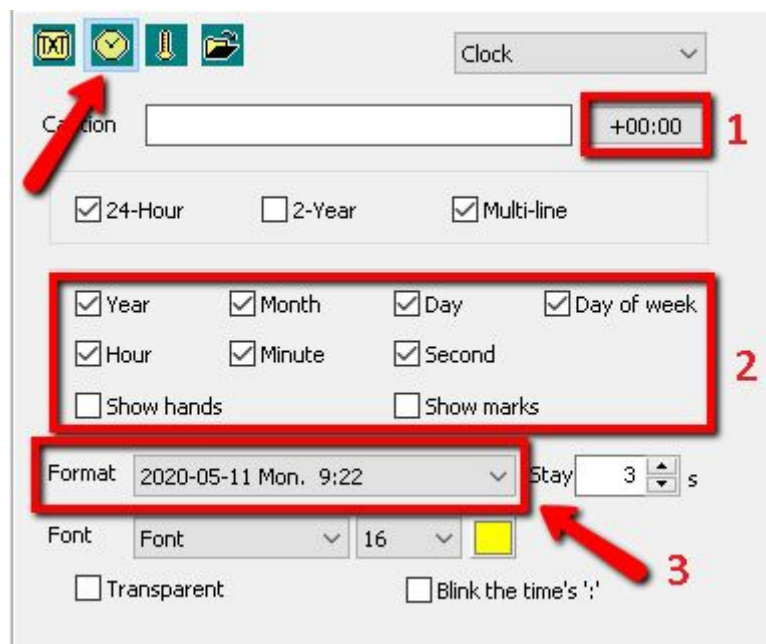 TXT Clock
Caption +00:00 1
24-Hour 2-Year Multi-line
Year Month Day Day of week
Hour Minute Second 2
Show hands Show marks
Format 2020-05-11 Mon. 9:22 Stay 3 s
Font Font 16
3
Transparent Blink the time's ':'